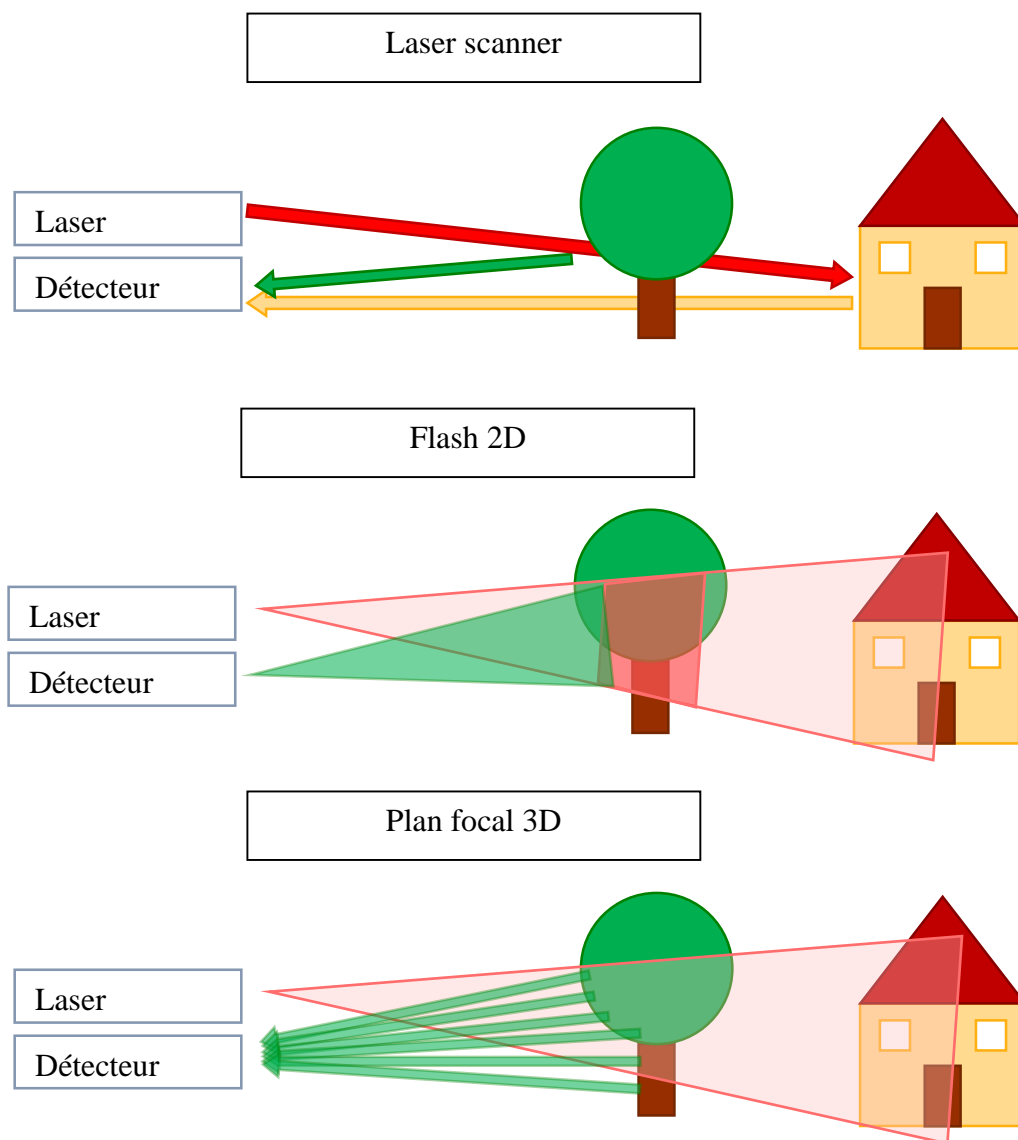 Laser scanner
Laser
Détecteur
Flash 2D
Laser
Détecteur
Plan focal 3D
Laser
Détecteur